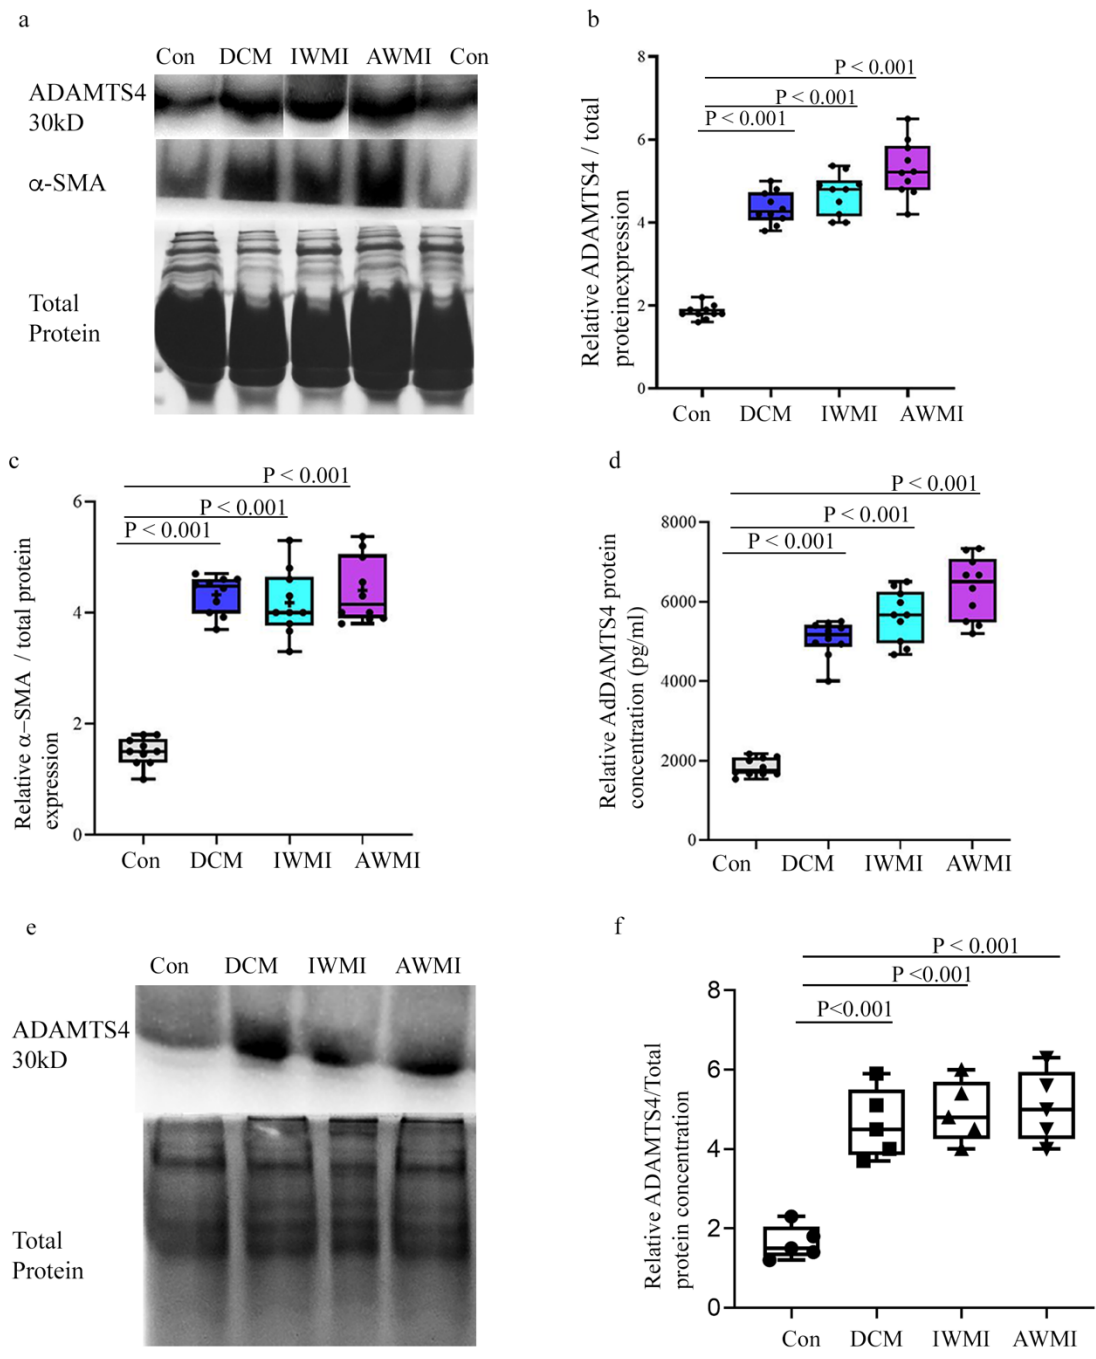 a
Con DCM IWMI AWMI Con
ADAMTS4
30kD
α-SMA
Total
Protein
b
Relative ADAMTS4 / total
proteinexpression
8
6
4
2
0
P < 0.001
P < 0.001
P < 0.001
Con DCM IWMI AWMI
c
Relative α–SMA / total protein
expression
6
4
2
0
P < 0.001
P < 0.001
P < 0.001
Con DCM IWMI AWMI
d
Relative AdDAMTS4 protein
concentration (pg/ml)
8000
6000
4000
2000
0
P < 0.001
P < 0.001
P < 0.001
Con DCM IWMI AWMI
e
Con DCM IWMI AWMI
ADAMTS4
30kD
Total
Protein
f
Relative ADAMTS4/Total
protein concentration
8
6
4
2
0
P < 0.001
P <0.001
P<0.001
Con DCM IWMI AWMI